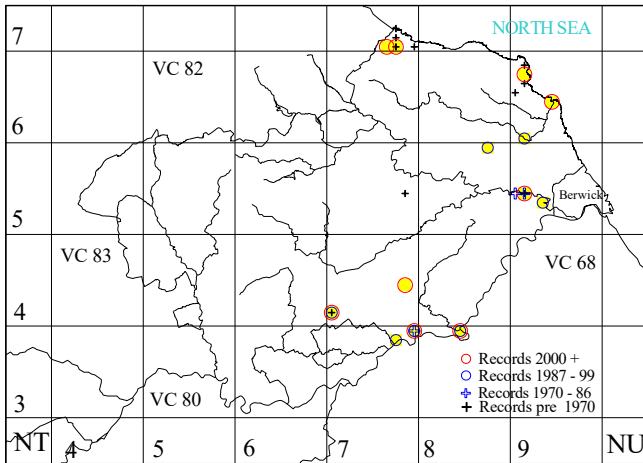 NORTH SEA
7
VC 82
6
Berwick
5
VC 83
VC 68
4
Records 2000 +
Records 1987 - 99
Records 1970 - 86
VC 80
Records pre 1970
3
NT 4 5 6 7 8 9 NU